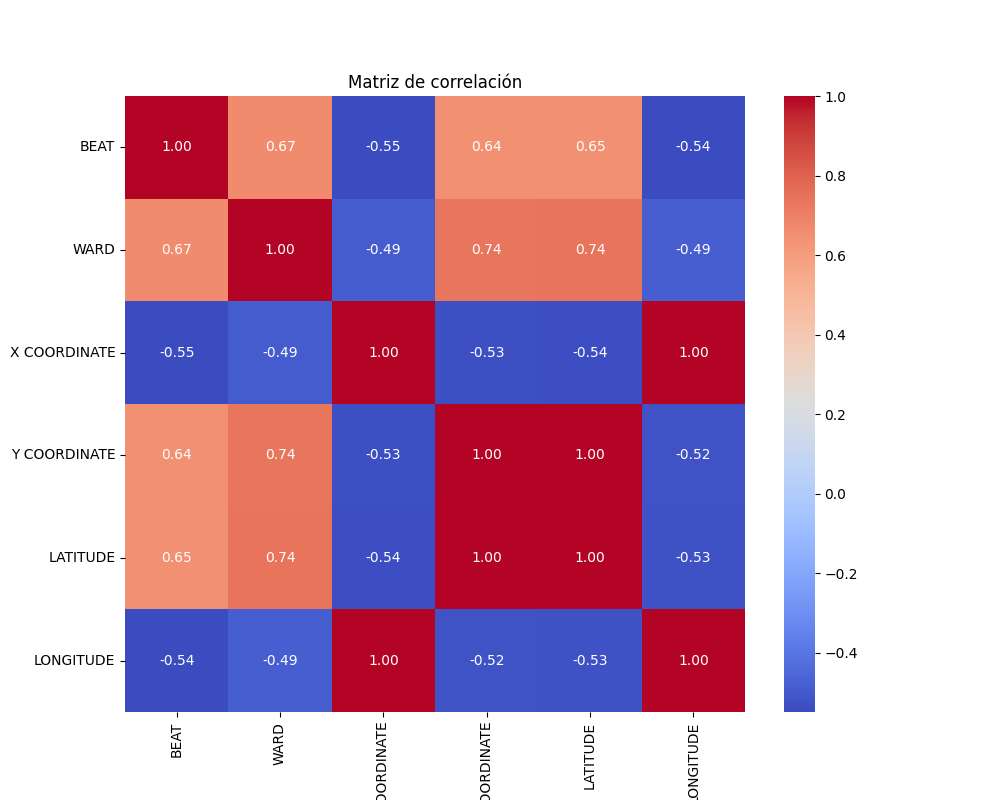 Matriz de correlación
BEAT 1.00 0.67 -0.55 0.64 0.65 -0.54
WARD 0.67 1.00 -0.49 0.74 0.74 -0.49
X COORDINATE -0.55 -0.49 1.00 -0.53 -0.54 1.00
Y COORDINATE 0.64 0.74 -0.53 1.00 1.00 -0.52
LATITUDE 0.65 0.74 -0.54 1.00 1.00 -0.53
LONGITUDE -0.54 -0.49 1.00 -0.52 -0.53 1.00
BEAT
WARD
OORDINATE
OORDINATE
LATITUDE
ONGITUDE
1.0
0.8
0.6
0.4
0.2
0.0
−0.2
−0.4